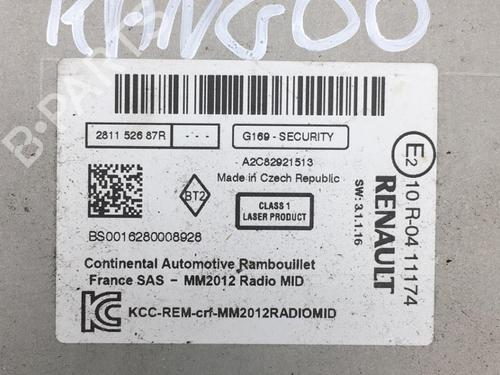 KANGOO
2811 526 87R - - -
G169 - SECURITY
A2C82921513
Made in Czech Republic
BT2
CLASS 1
LASER PRODUCT
BS0016280008928
E2
10 R-04 11174
RENAULT
SW: 3.1.1.16
Continental Automotive Rambouillet
France SAS - MM2012 Radio MID
KCC-REM-crf-MM2012RADIOMID
B-PARTS